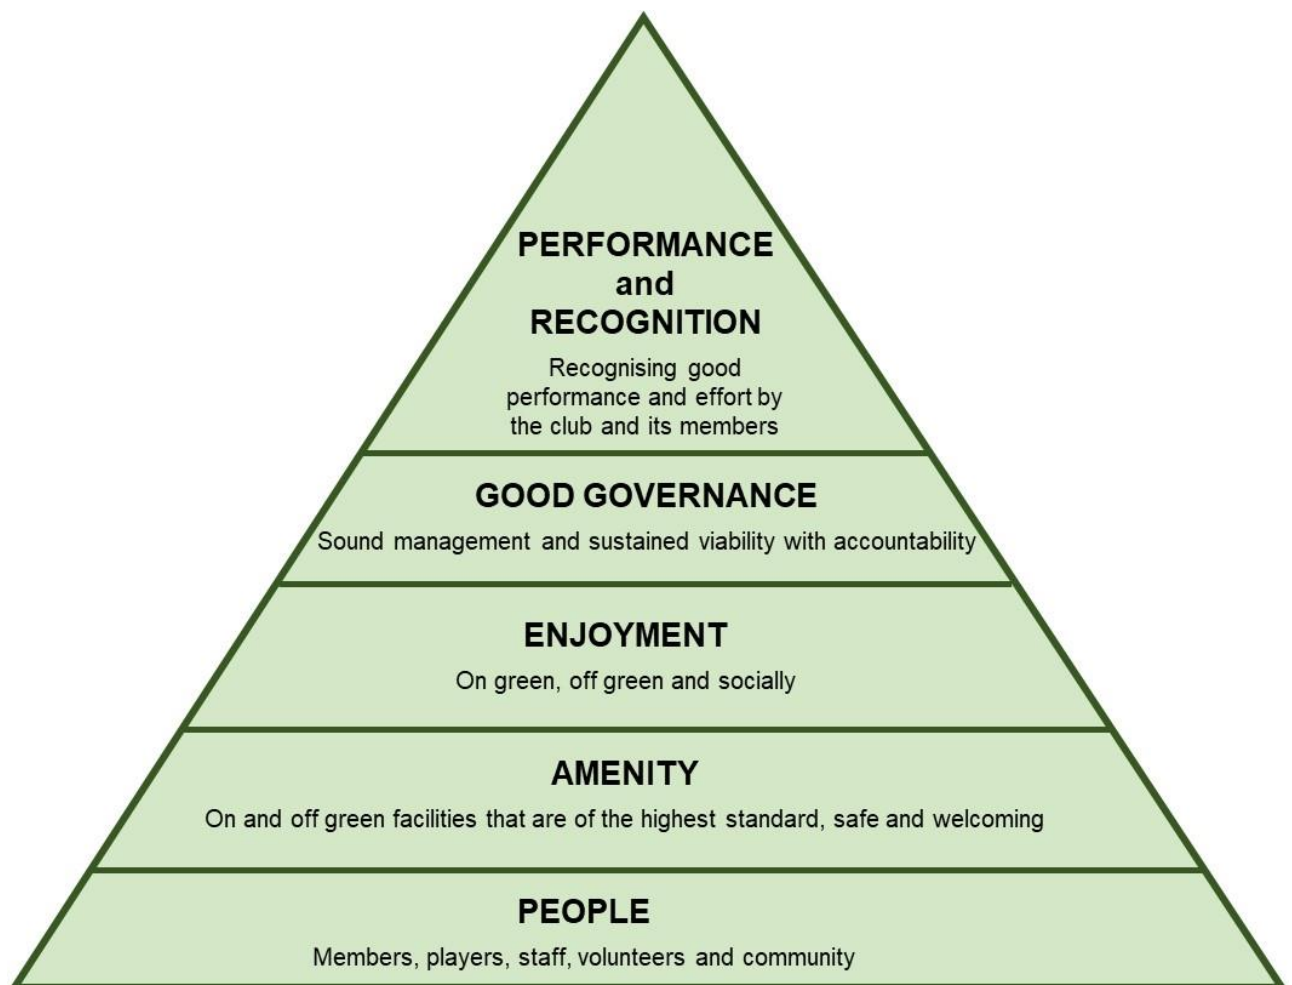 PERFORMANCE
and
RECOGNITION
Recognising good
performance and effort by
the club and its members
GOOD GOVERNANCE
Sound management and sustained viability with accountability
ENJOYMENT
On green, off green and socially
AMENITY
On and off green facilities that are of the highest standard, safe and welcoming
PEOPLE
Members, players, staff, volunteers and community